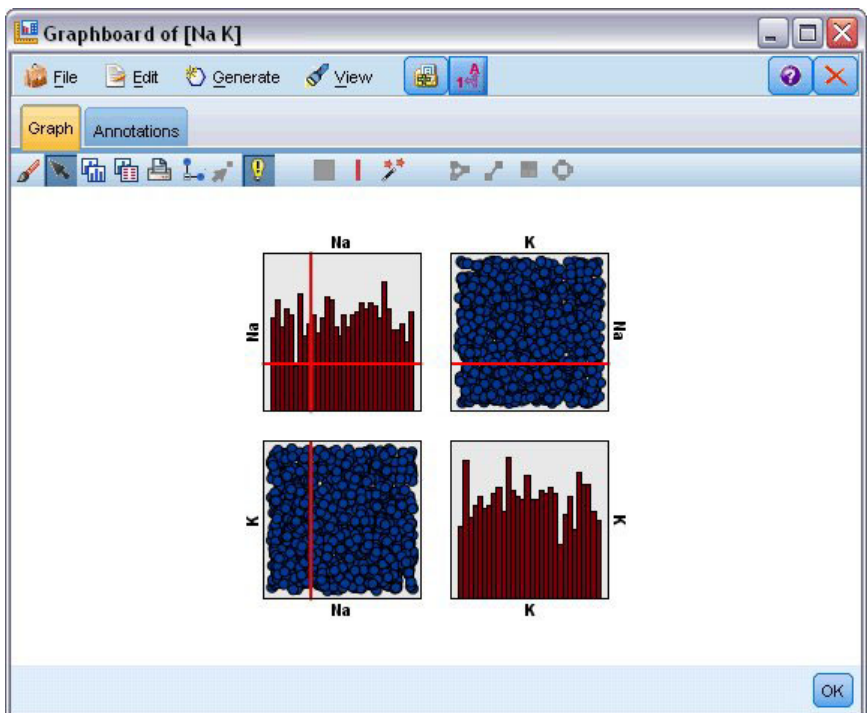 Graphboard of [Na K]
File Edit Generate View
Graph Annotations
Na K
Na Na
K K
Na K
OK